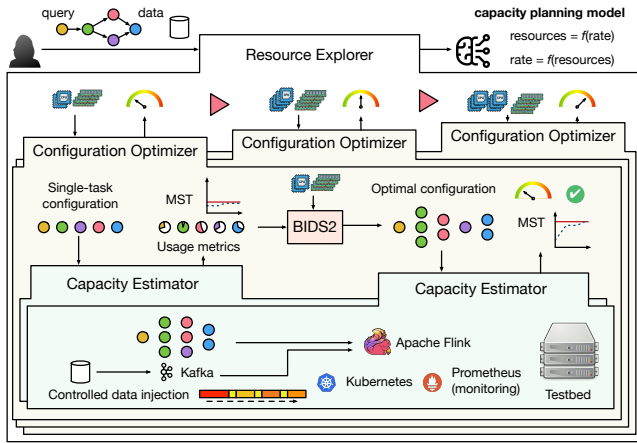 query
data
capacity planning model
resources = f(rate)
rate = f(resources)
Resource Explorer
Configuration Optimizer
Configuration Optimizer
Configuration Optimizer
Single-task
configuration
MST
Usage metrics
BIDS2
Optimal configuration
MST
Capacity Estimator
Capacity Estimator
Apache Flink
Kafka
Controlled data injection
Kubernetes
Prometheus
(monitoring)
Testbed